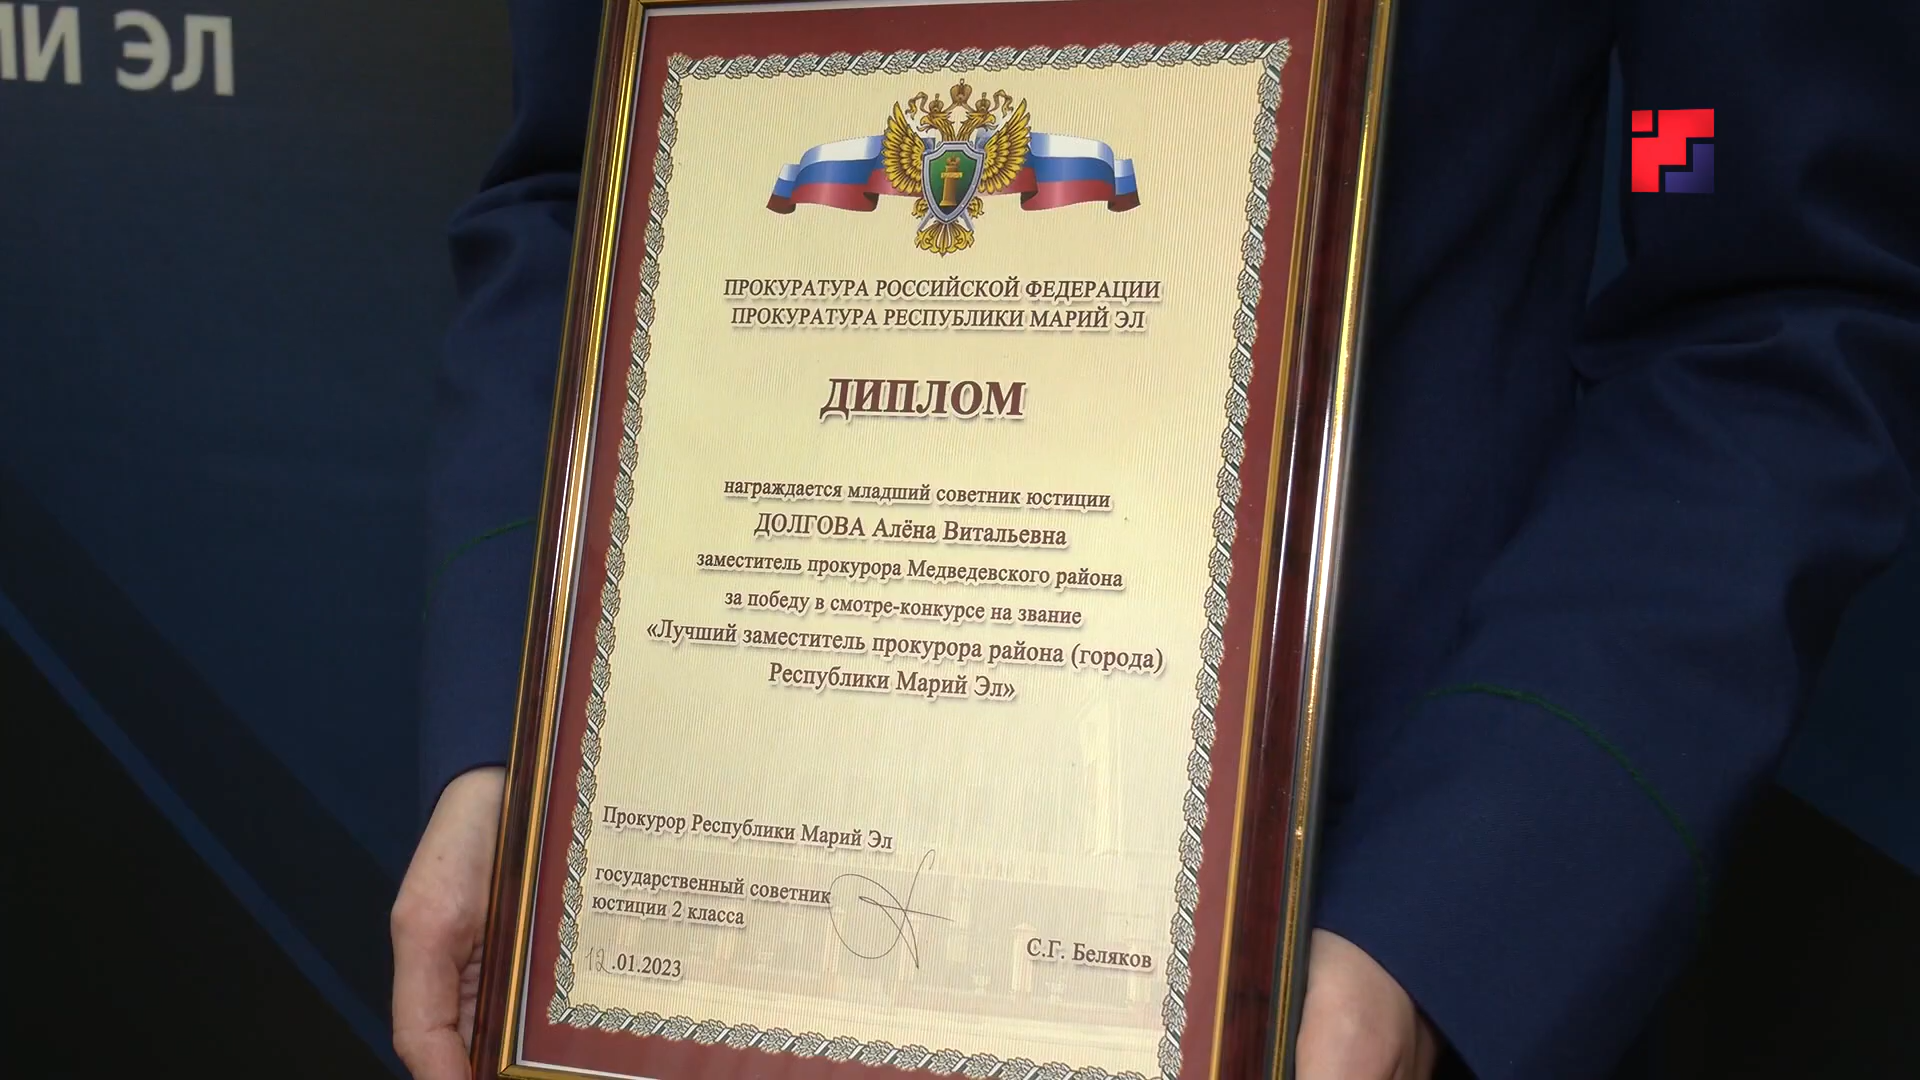 ИЙ ЭЛ
ПРОКУРАТУРА РОССИЙСКОЙ ФЕДЕРАЦИИ
ПРОКУРАТУРА РЕСПУБЛИКИ МАРИЙ ЭЛ
ДИПЛОМ
награждается младший советник юстиции
ДОЛГОВА Алёна Витальевна
заместитель прокурора Медведевского района
за победу в смотре-конкурсе на звание
«Лучший заместитель прокурора района (города)
Республики Марий Эл»
Прокурор Республики Марий Эл
государственный советник
юстиции 2 класса
С.Г. Беляков
12.01.2023